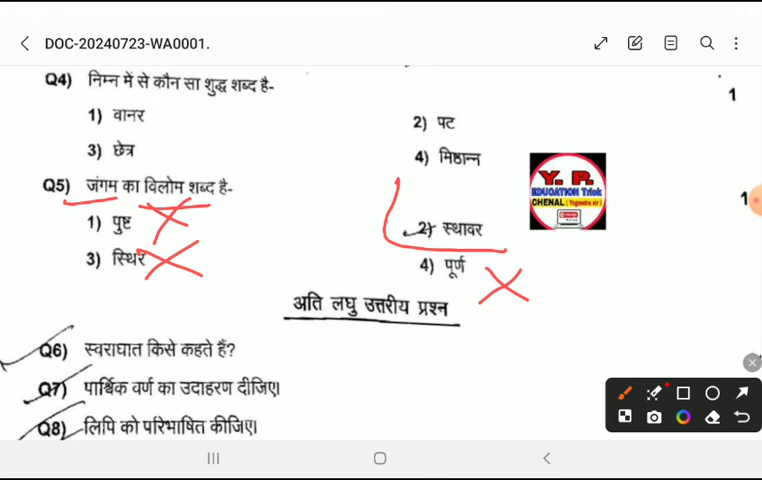 DOC-20240723-WA0001.
Q4) निम्न में से कौन सा शुद्ध शब्द है- 1
1) वानर 2) पट
3) छेत्र 4) मिष्ठान्न
Q5) जंगम का विलोम शब्द है- 1
1) पुष्ट 2) स्थावर
3) स्थिर 4) पूर्ण
Y. P.
EDUCATION Trick
CHENAL (Yogendra sir)
अति लघु उत्तरीय प्रश्न
Q6) स्वराघात किसे कहते हैं?
Q7) पार्श्विक वर्ण का उदाहरण दीजिए।
Q8) लिपि को परिभाषित कीजिए।